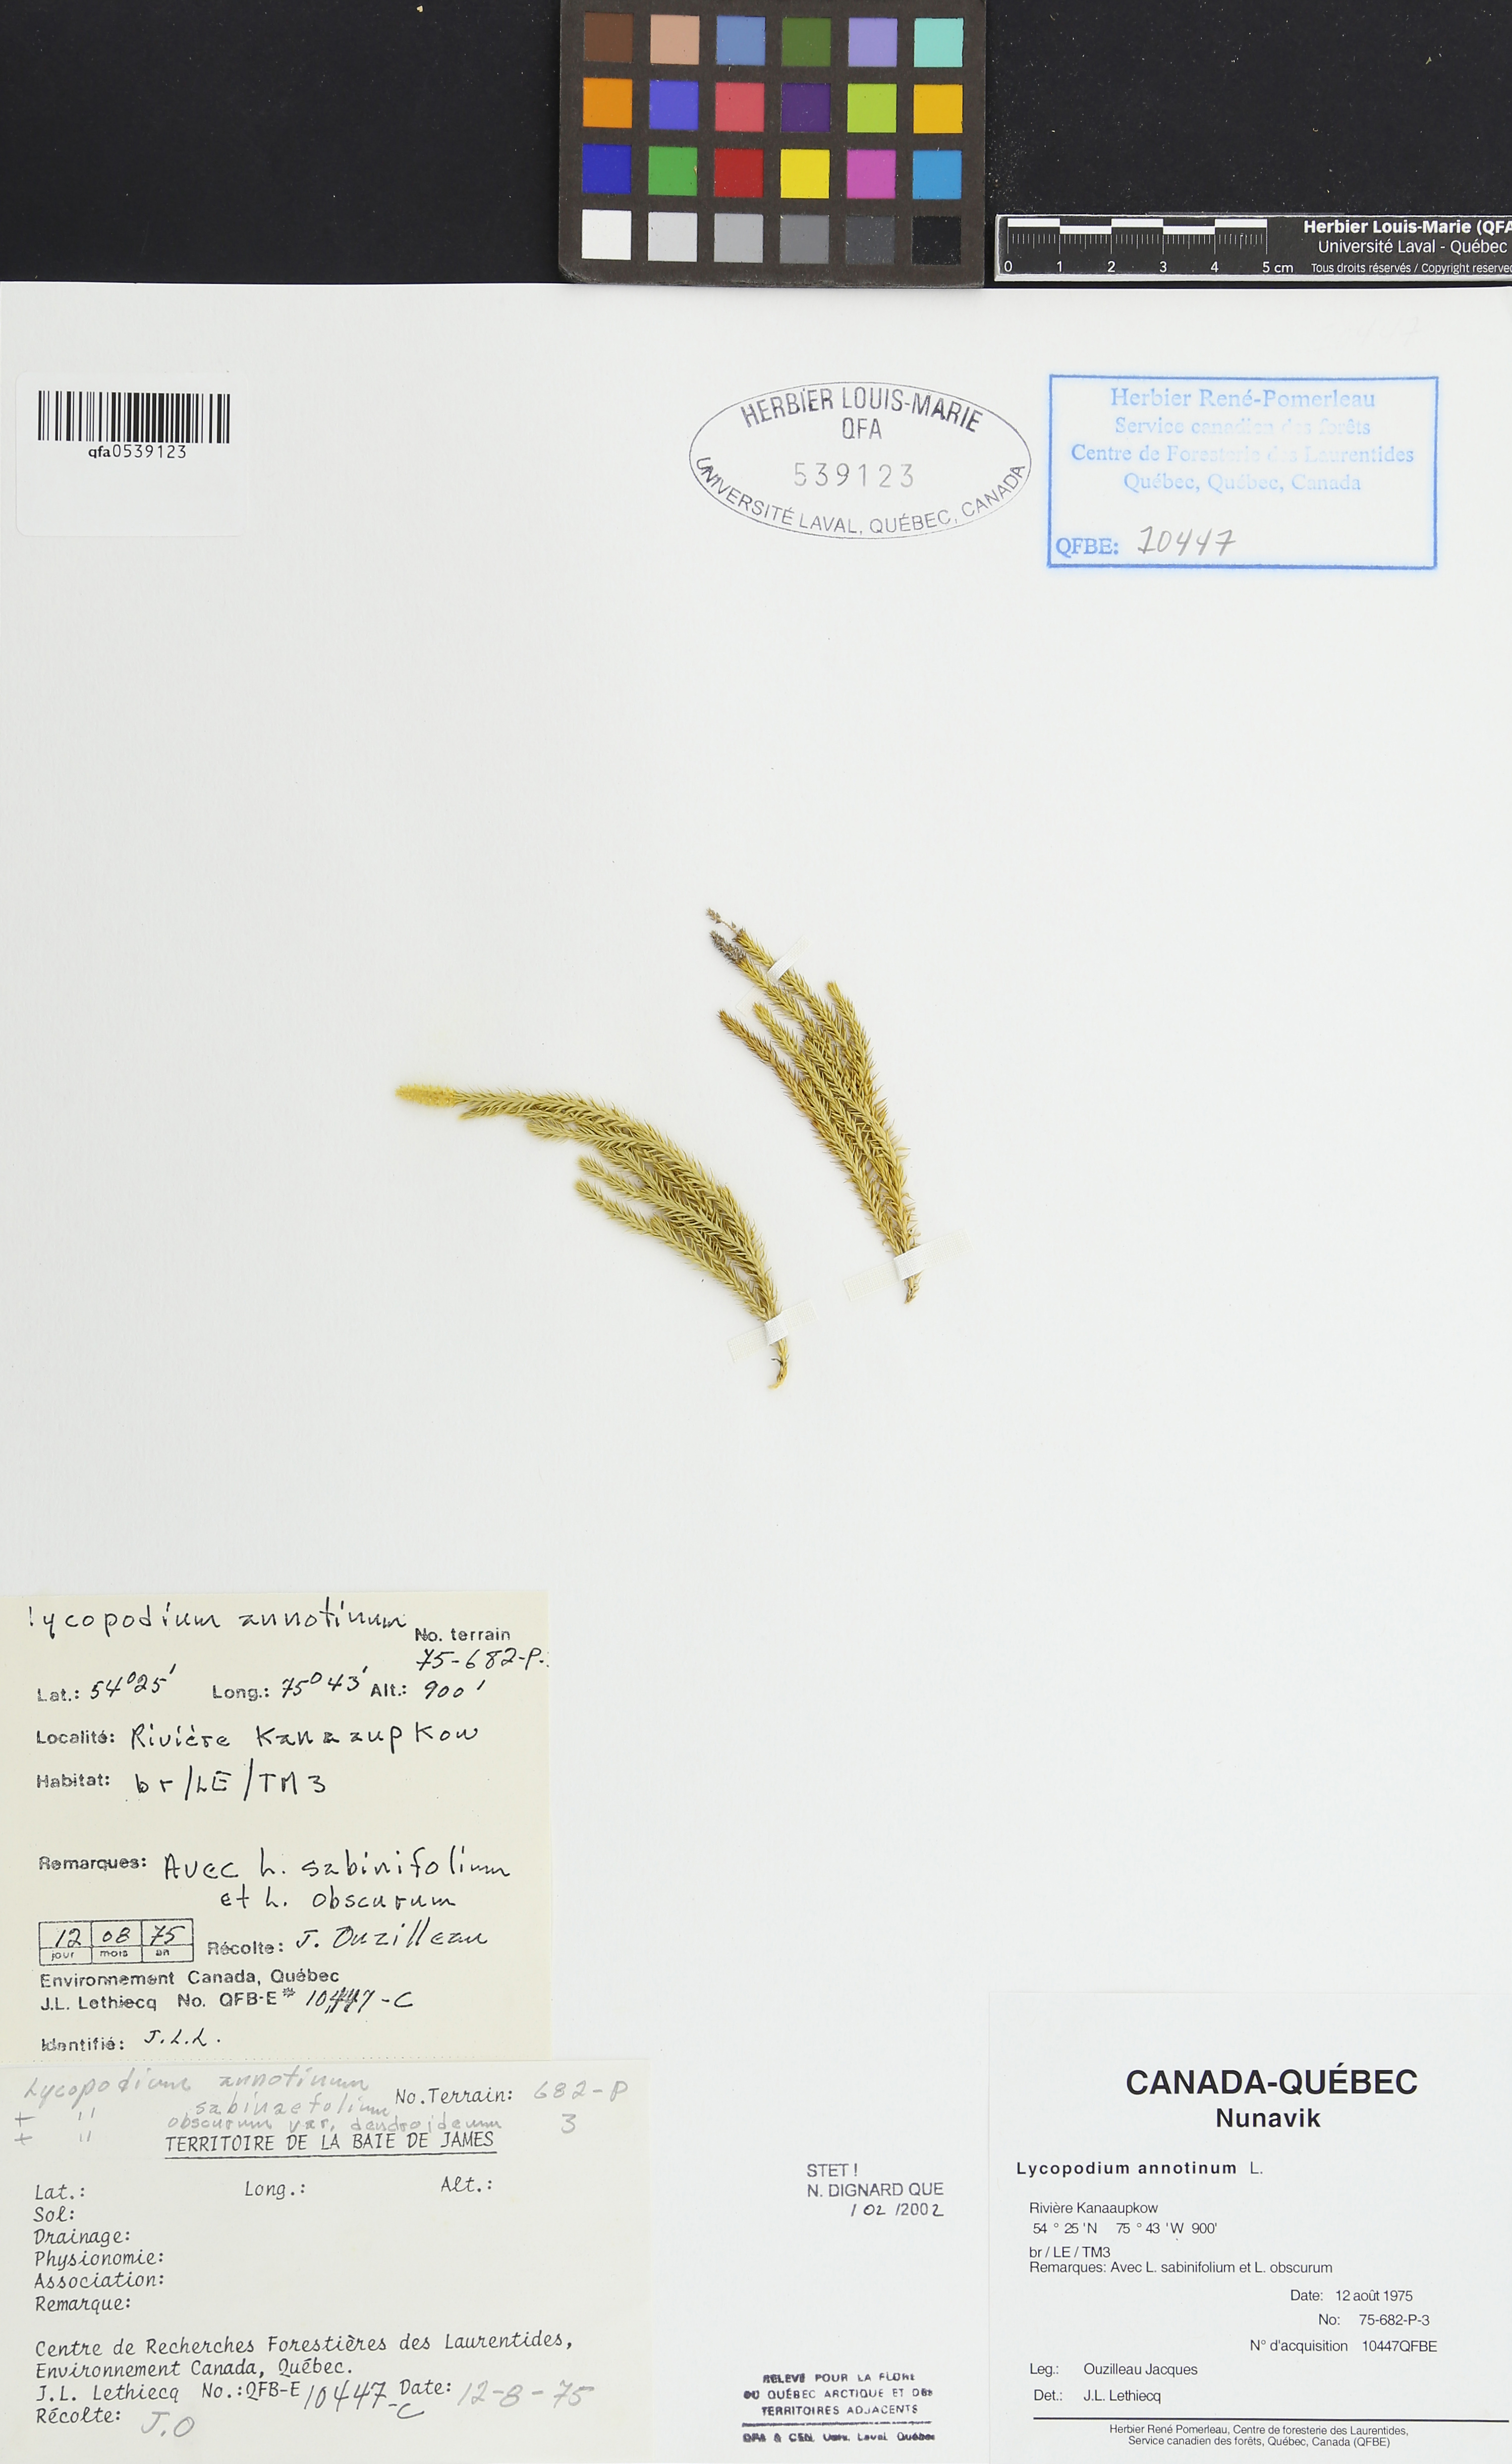 0 1 2 3 4 5 cm
Herbier Louis-Marie (QFA
Université Laval - Québec
Tous droits réservés / Copyright reserved
qfa0539123
HERBIER LOUIS-MARIE
QFA
539123
UNIVERSITÉ LAVAL, QUÉBEC, CANADA
Herbier René-Pomerleau
Service canadien des forêts
Centre de Foresterie des Laurentides
Québec, Québec, Canada
QFBE: 10447
Lycopodium annotinum
No. terrain
75-682-P.
Lat.: 54°25' Long.: 75°43' Alt.: 900'
Localité: Rivière Kanaaupkow
Habitat: br/LE/TM3
Remarques: Avec L. sabinifolium
et L. obscurum
12 08 75
jour mois an
Récolte: J. Ouzilleau
Environnement Canada, Québec
J.L. Lethiecq No. QFB-E# 10447-C
Identifié: J.L.L.
Lycopodium annotinum
No. Terrain: 682-P
+ " sabinaefolium
3
+ " obscurum var. dendroideum
TERRITOIRE DE LA BAIE DE JAMES
Lat.: Long.: Alt.:
Sol:
Drainage:
Physionomie:
Association:
Remarque:
Centre de Recherches Forestières des Laurentides,
Environnement Canada, Québec.
J.L. Lethiecq No.:QFB-E 10447-C Date: 12-8-75
Récolte: J.O
STET!
N. DIGNARD QUE
1 02 /2002
RELEVÉ POUR LA FLORE
DU QUÉBEC ARCTIQUE ET DES
TERRITOIRES ADJACENTS
QFA & CEN, Univ. Laval, Québec
CANADA-QUÉBEC
Nunavik
Lycopodium annotinum L.
Rivière Kanaaupkow
54 ° 25 'N 75 ° 43 'W 900'
br / LE / TM3
Remarques: Avec L. sabinifolium et L. obscurum
Date: 12 août 1975
No: 75-682-P-3
N° d'acquisition 10447QFBE
Leg.: Ouzilleau Jacques
Det.: J.L. Lethiecq
Herbier René Pomerleau, Centre de foresterie des Laurentides,
Service canadien des forêts, Québec, Canada (QFBE)